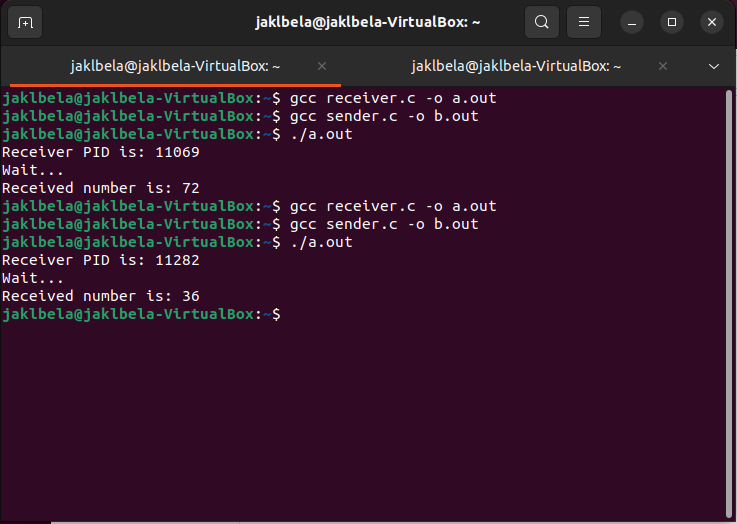 jaklbela@jaklbela-VirtualBox: ~
jaklbela@jaklbela-VirtualBox: ~ jaklbela@jaklbela-VirtualBox: ~
jaklbela@jaklbela-VirtualBox:~$ gcc receiver.c -o a.out
jaklbela@jaklbela-VirtualBox:~$ gcc sender.c -o b.out
jaklbela@jaklbela-VirtualBox:~$ ./a.out
Receiver PID is: 11069
Wait...
Received number is: 72
jaklbela@jaklbela-VirtualBox:~$ gcc receiver.c -o a.out
jaklbela@jaklbela-VirtualBox:~$ gcc sender.c -o b.out
jaklbela@jaklbela-VirtualBox:~$ ./a.out
Receiver PID is: 11282
Wait...
Received number is: 36
jaklbela@jaklbela-VirtualBox:~$